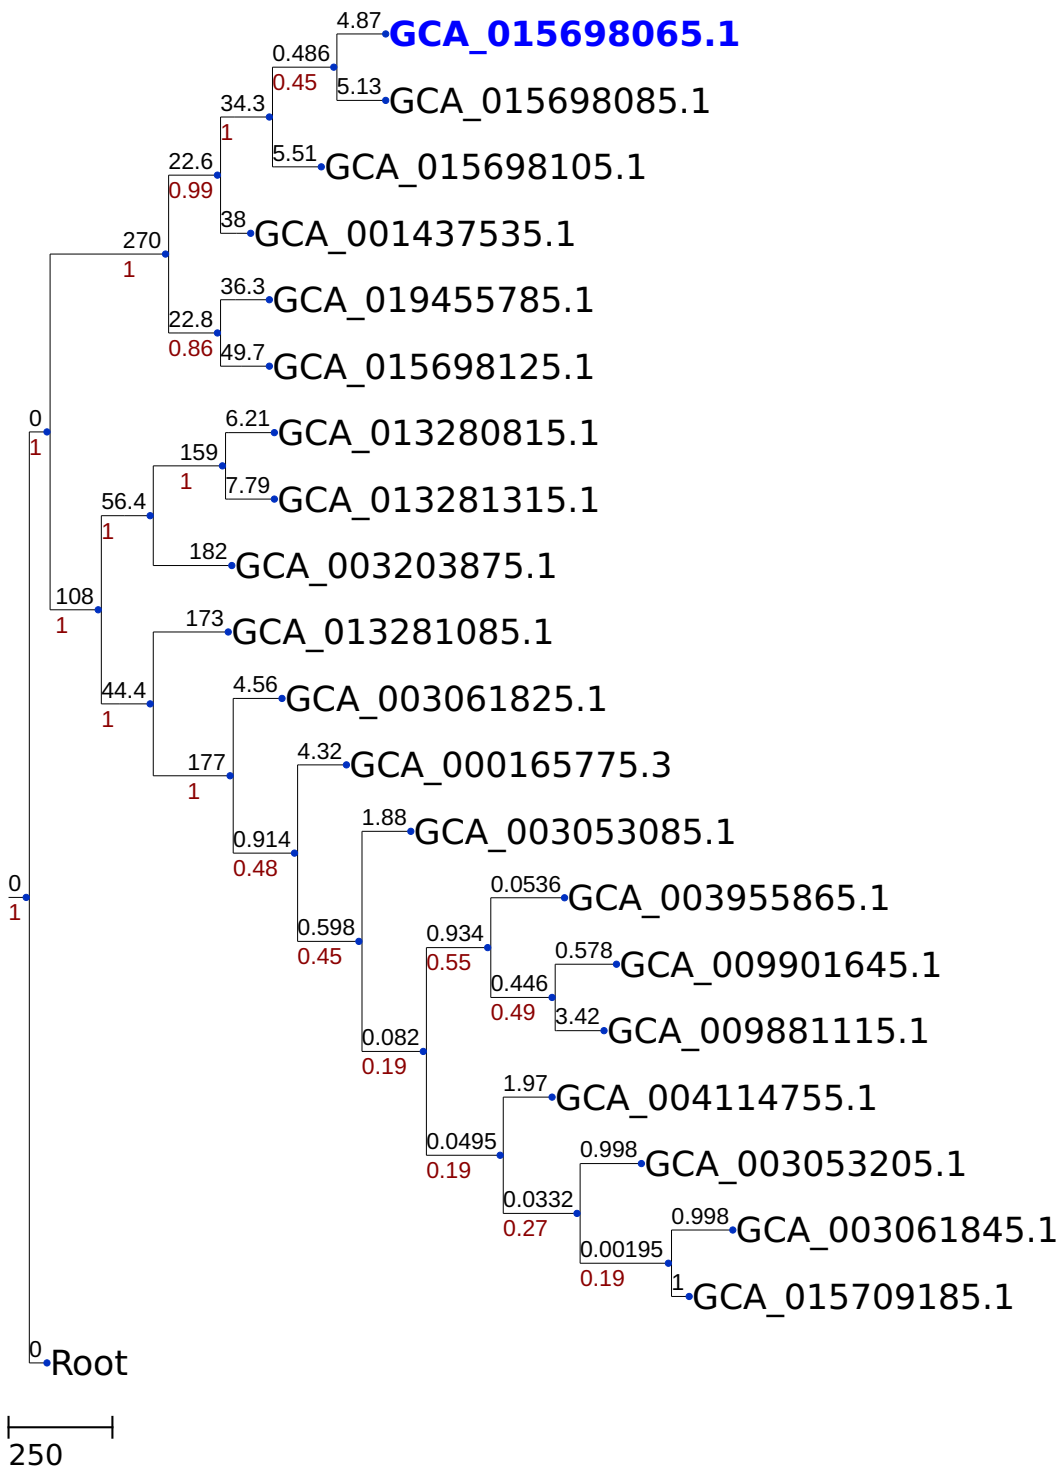 4.87
GCA_015698065.1
0.486
0.45
5.13
GCA_015698085.1
34.3
1
5.51
GCA_015698105.1
22.6
0.99
38
GCA_001437535.1
270
1
36.3
GCA_019455785.1
22.8
0.86
49.7
GCA_015698125.1
0
1
6.21
GCA_013280815.1
159
1
7.79
GCA_013281315.1
56.4
1
182
GCA_003203875.1
108
1
173
GCA_013281085.1
44.4
1
4.56
GCA_003061825.1
177
1
4.32
GCA_000165775.3
0.914
0.48
1.88
GCA_003053085.1
0
1
0.598
0.45
0.0536
GCA_003955865.1
0.934
0.55
0.578
GCA_009901645.1
0.446
0.49
3.42
GCA_009881115.1
0.082
0.19
1.97
GCA_004114755.1
0.0495
0.19
0.998
GCA_003053205.1
0.0332
0.27
0.998
GCA_003061845.1
0.00195
0.19
1
GCA_015709185.1
0
Root
250